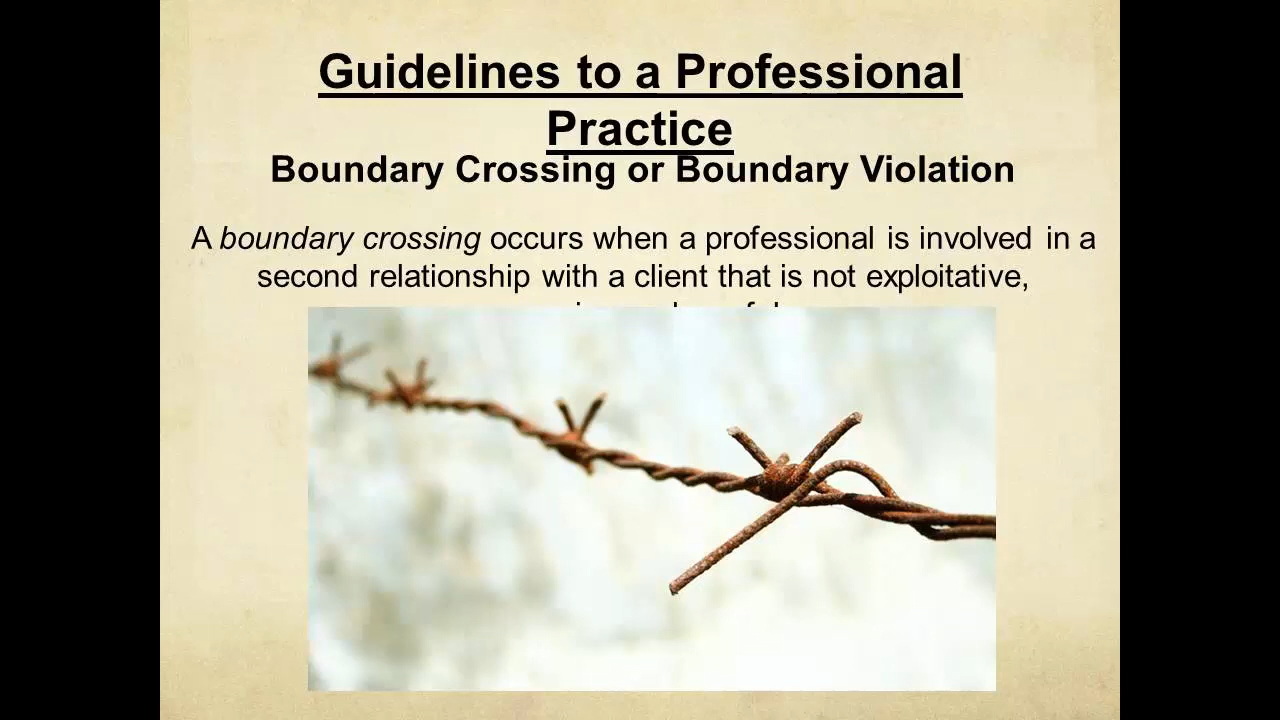 Guidelines to a Professional
Practice
Boundary Crossing or Boundary Violation
A boundary crossing occurs when a professional is involved in a
second relationship with a client that is not exploitative,